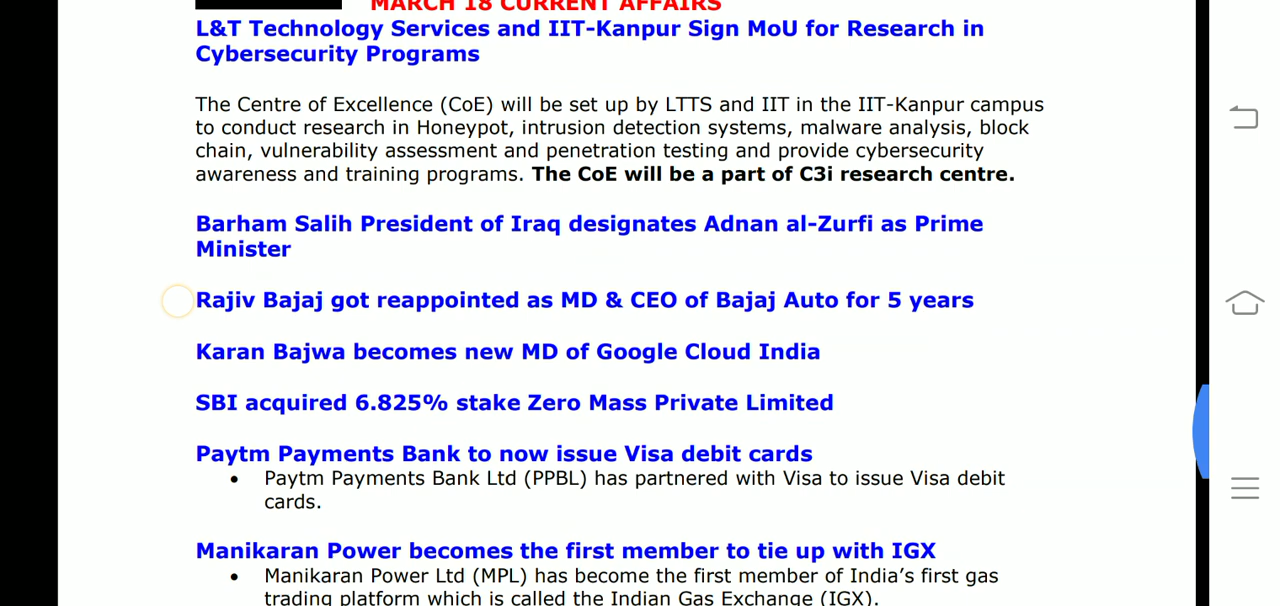 MARCH 18 CURRENT AFFAIRS
L&T Technology Services and IIT-Kanpur Sign MoU for Research in
Cybersecurity Programs
The Centre of Excellence (CoE) will be set up by LTTS and IIT in the IIT-Kanpur campus
to conduct research in Honeypot, intrusion detection systems, malware analysis, block
chain, vulnerability assessment and penetration testing and provide cybersecurity
awareness and training programs. The CoE will be a part of C3i research centre.
Barham Salih President of Iraq designates Adnan al-Zurfi as Prime
Minister
Rajiv Bajaj got reappointed as MD & CEO of Bajaj Auto for 5 years
Karan Bajwa becomes new MD of Google Cloud India
SBI acquired 6.825% stake Zero Mass Private Limited
Paytm Payments Bank to now issue Visa debit cards
• Paytm Payments Bank Ltd (PPBL) has partnered with Visa to issue Visa debit
cards.
Manikaran Power becomes the first member to tie up with IGX
• Manikaran Power Ltd (MPL) has become the first member of India’s first gas
trading platform which is called the Indian Gas Exchange (IGX).